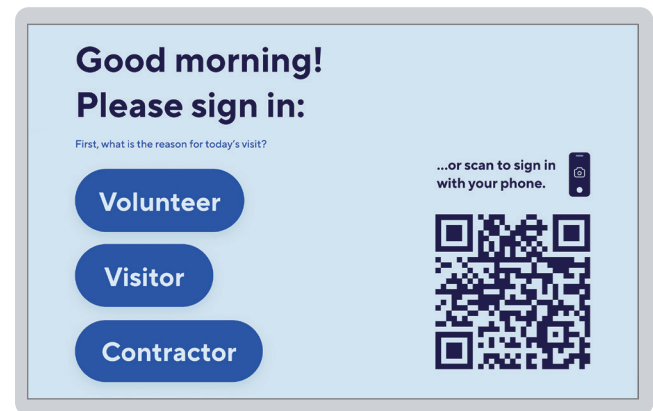 Good morning!
Please sign in:
First, what is the reason for today's visit?
Volunteer
Visitor
Contractor
...or scan to sign in
with your phone.